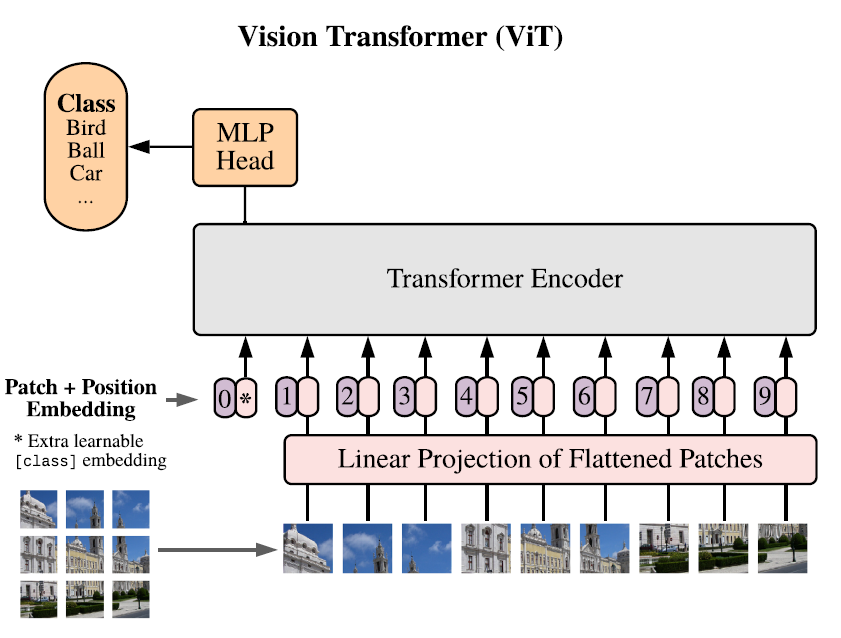 Vision Transformer (ViT)
Class
Bird
Ball
Car
...
MLP
Head
Transformer Encoder
Patch + Position
Embedding
0 * 1 2 3 4 5 6 7 8 9
* Extra learnable
[class] embedding
Linear Projection of Flattened Patches